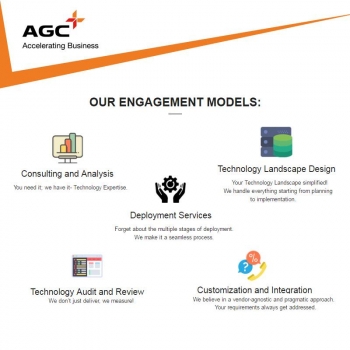 AGC
Accelerating Business
OUR ENGAGEMENT MODELS:
Consulting and Analysis
You need it; we have it- Technology Expertise.
Technology Landscape Design
Your Technology Landscape simplified!
We handle everything starting from planning
to implementation.
Deployment Services
Forget about the multiple stages of deployment.
We make it a seamless process.
Technology Audit and Review
We don't just deliver, we measure!
Customization and Integration
We believe in a vendor-agnostic and pragmatic approach.
Your requirements always get addressed.